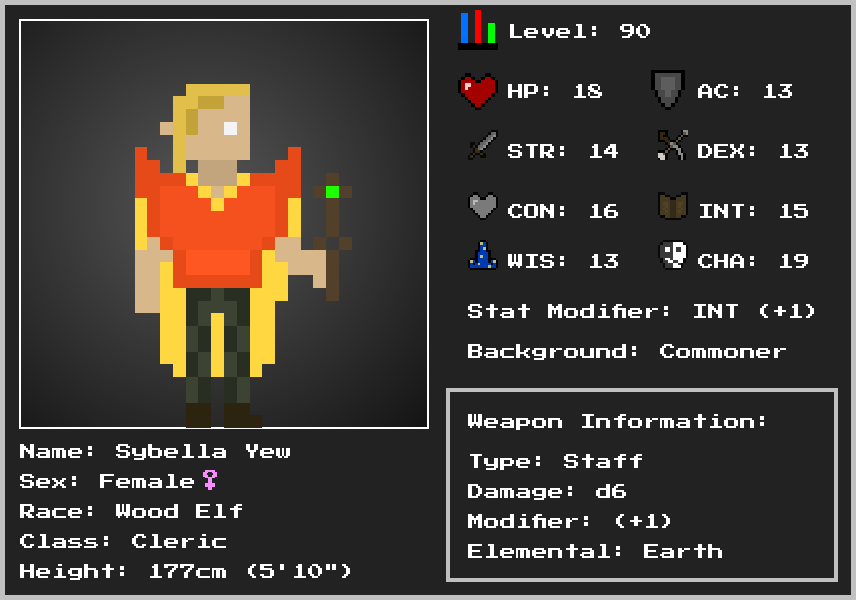 Level: 90
HP: 18 AC: 13
STR: 14 DEX: 13
CON: 16 INT: 15
WIS: 13 CHA: 19
Stat Modifier: INT (+1)
Background: Commoner
Weapon Information:
Type: Staff
Damage: d6
Modifier: (+1)
Elemental: Earth
Name: Sybella Yew
Sex: Female♀
Race: Wood Elf
Class: Cleric
Height: 177cm (5'10")